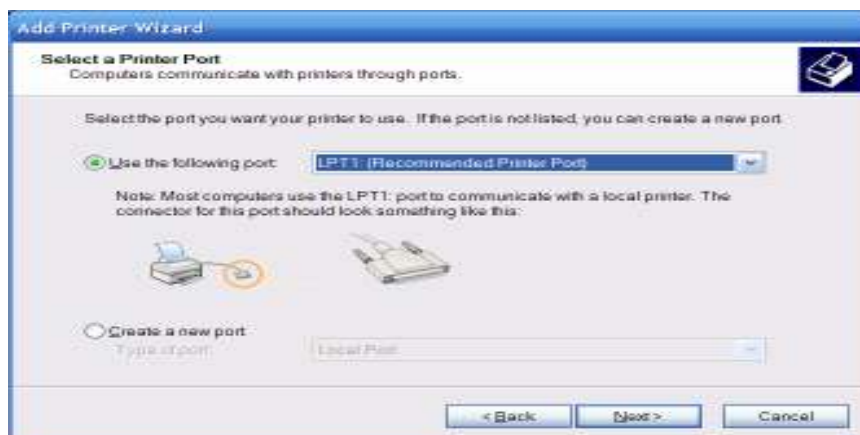 Add Printer Wizard
Select a Printer Port
Computers communicate with printers through ports.
Select the port you want your printer to use. If the port is not listed, you can create a new port.
Use the following port: LPT1: (Recommended Printer Port)
Note: Most computers use the LPT1: port to communicate with a local printer. The
connector for this port should look something like this:
Create a new port:
Type of port: Local Port
< Back Next > Cancel